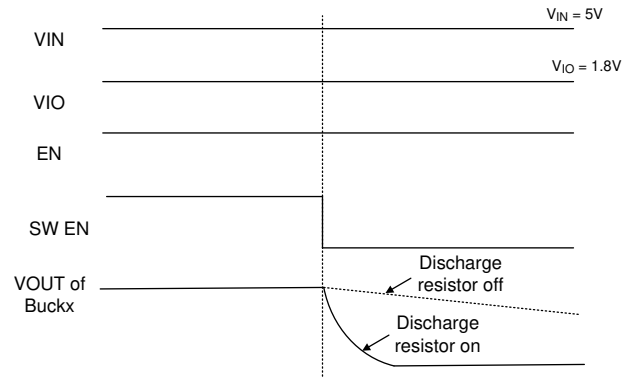 V_IN = 5V
VIN
V_IO = 1.8V
VIO
EN
SW EN
VOUT of
Buckx
Discharge
resistor off
Discharge
resistor on